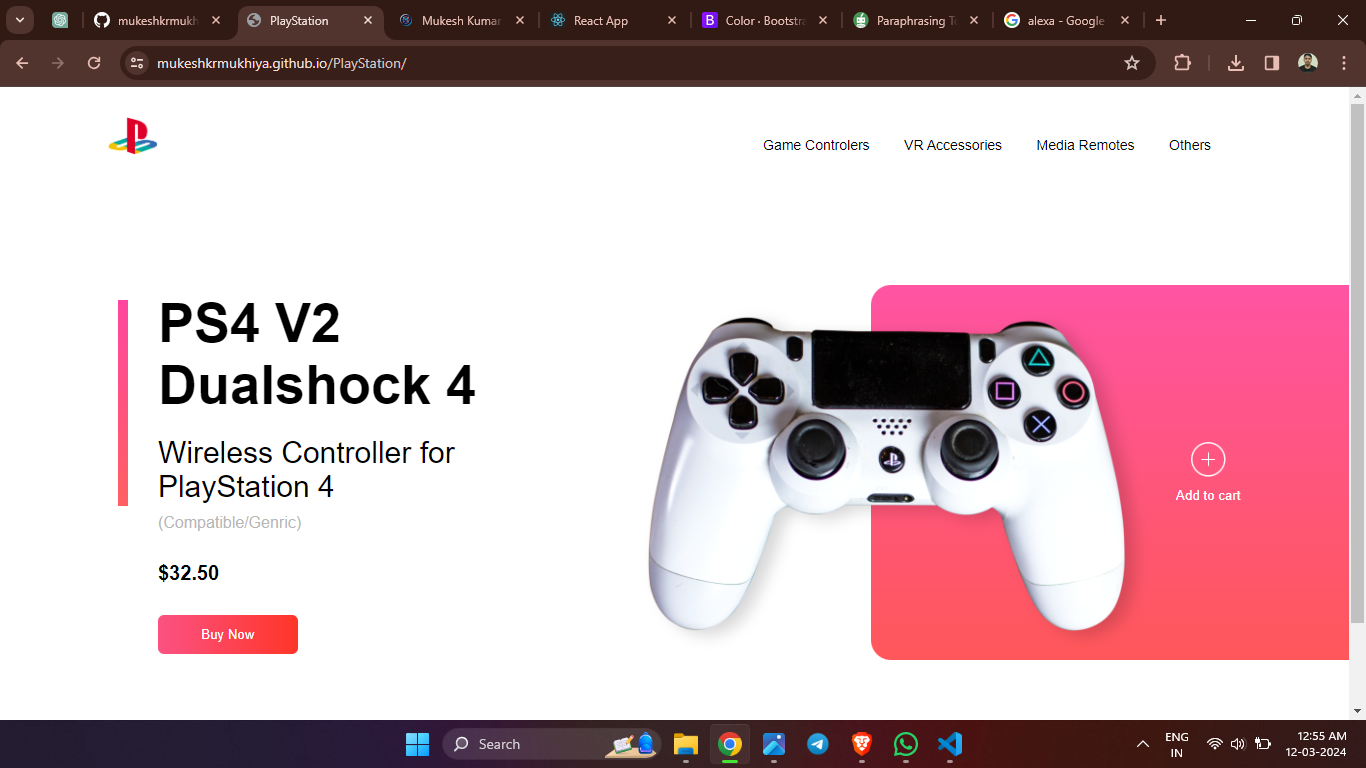 mukeshkrmukh
PlayStation
Mukesh Kumar
React App
B
Color · Bootstra
Paraphrasing To
alexa - Google
mukeshkrmukhiya.github.io/PlayStation/
Game Controlers
VR Accessories
Media Remotes
Others
PS4 V2
Dualshock 4
Wireless Controller for
PlayStation 4
(Compatible/Genric)
$32.50
Buy Now
Add to cart
Search
ENG
IN
12:55 AM
12-03-2024